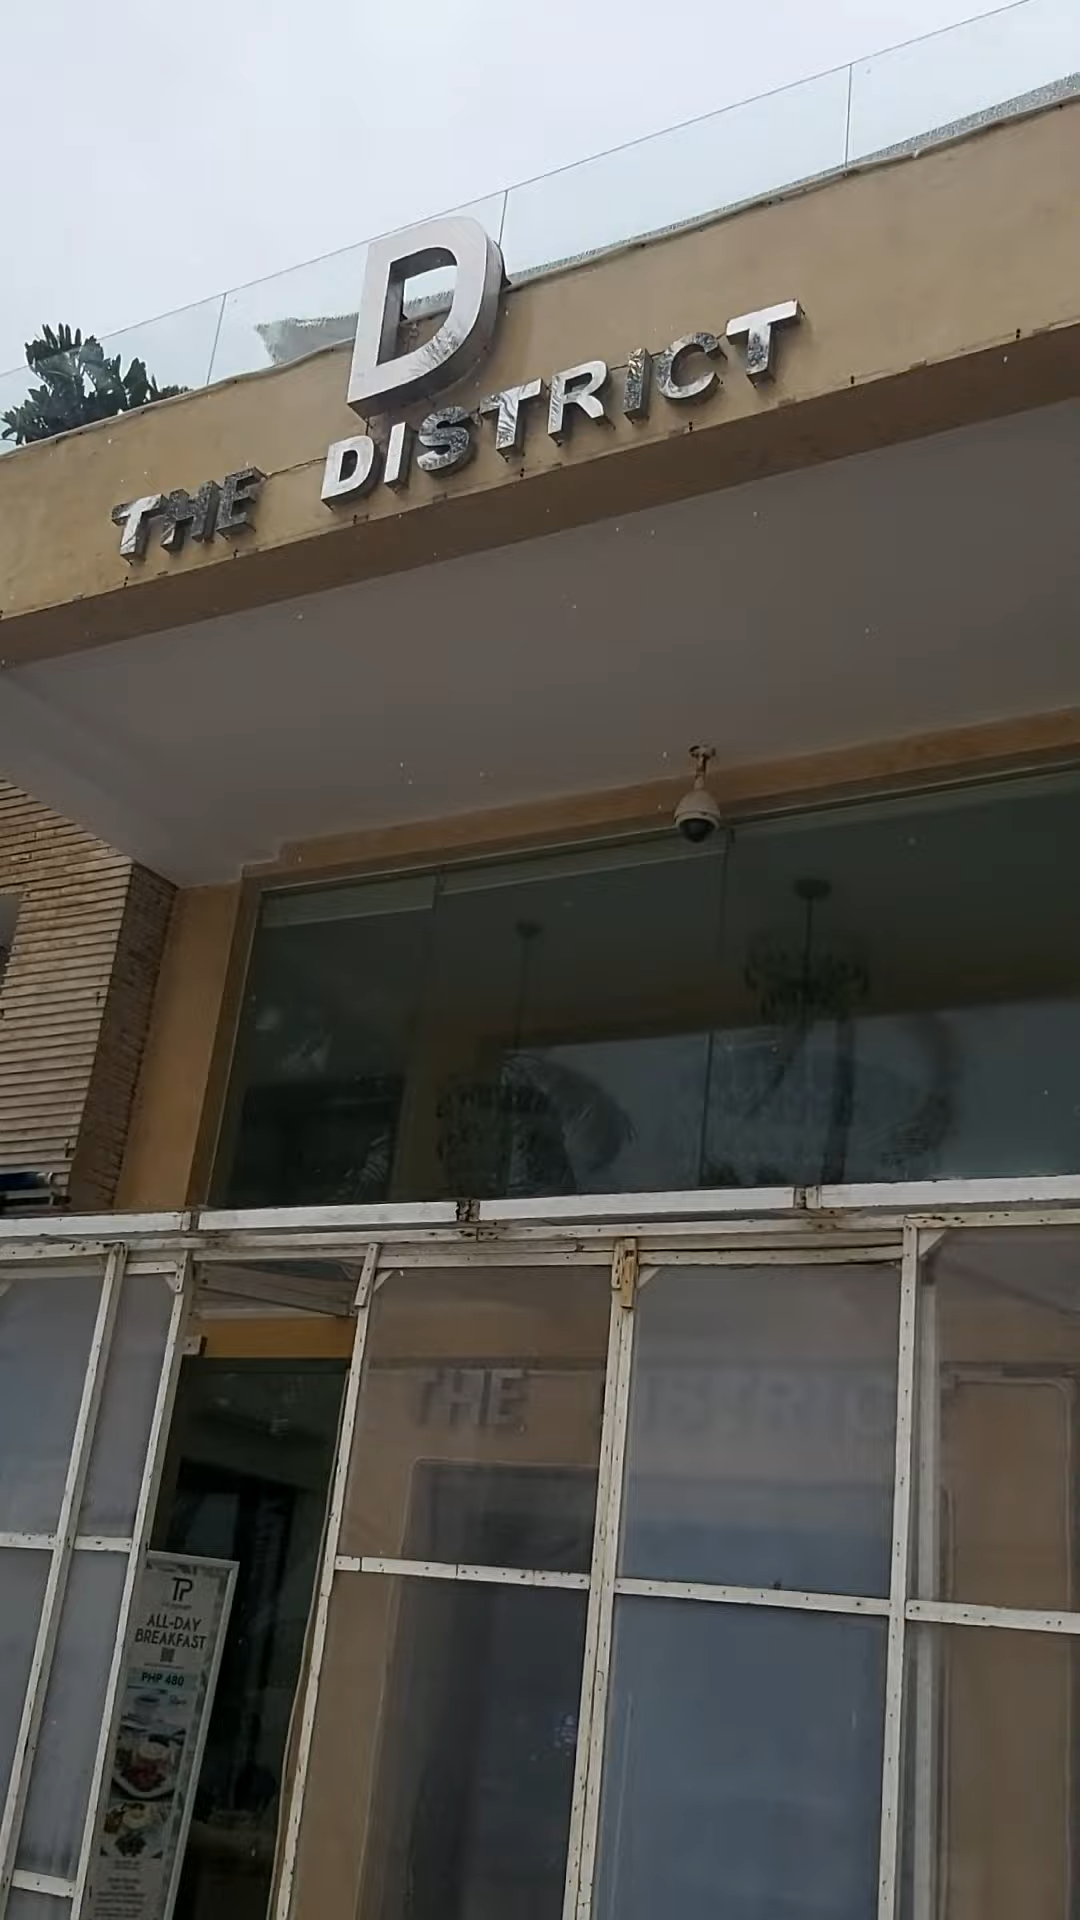 D
THE DISTRICT
THE
TP
ALL-DAY
BREAKFAST
PHP 480